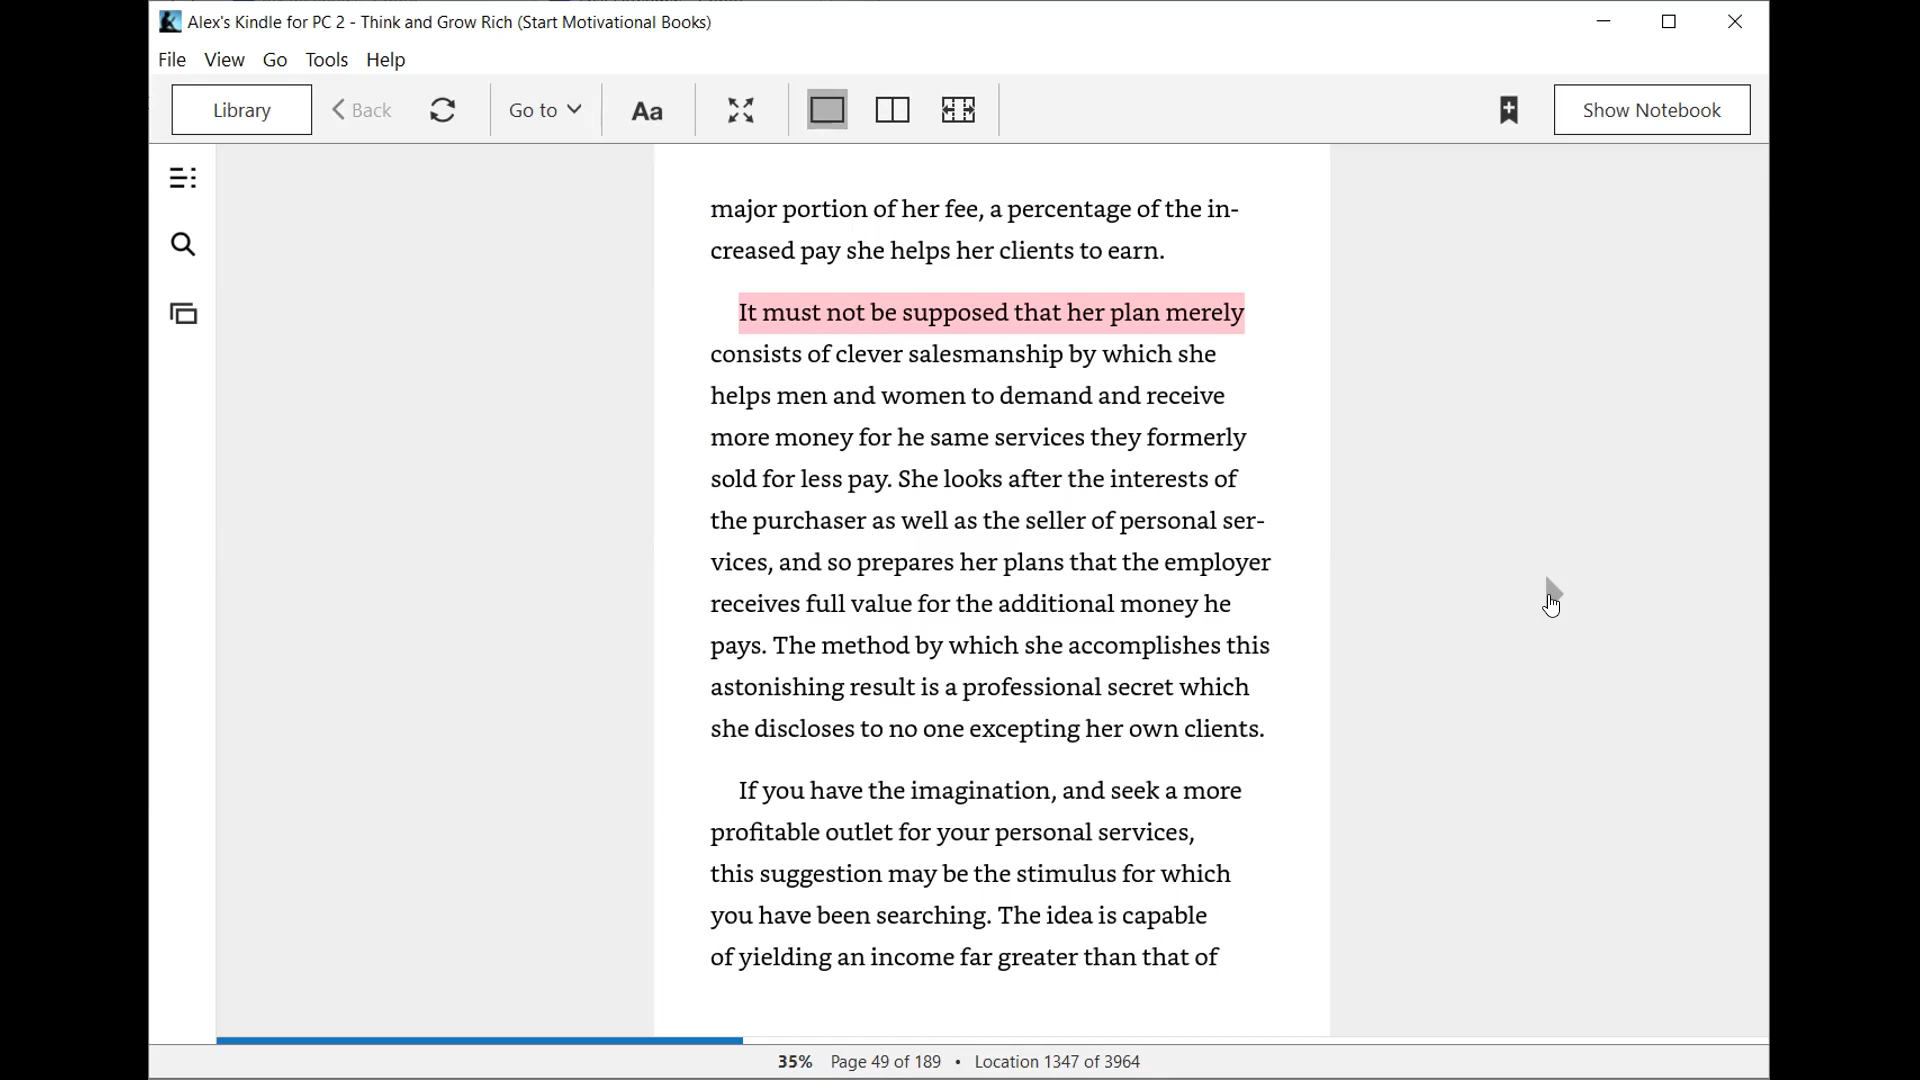 Alex's Kindle for PC 2 - Think and Grow Rich (Start Motivational Books)
File View Go Tools Help
Library Back Go to Aa Show Notebook
major portion of her fee, a percentage of the in-
creased pay she helps her clients to earn.
It must not be supposed that her plan merely
consists of clever salesmanship by which she
helps men and women to demand and receive
more money for he same services they formerly
sold for less pay. She looks after the interests of
the purchaser as well as the seller of personal ser-
vices, and so prepares her plans that the employer
receives full value for the additional money he
pays. The method by which she accomplishes this
astonishing result is a professional secret which
she discloses to no one excepting her own clients.
If you have the imagination, and seek a more
profitable outlet for your personal services,
this suggestion may be the stimulus for which
you have been searching. The idea is capable
of yielding an income far greater than that of
35% Page 49 of 189 • Location 1347 of 3964